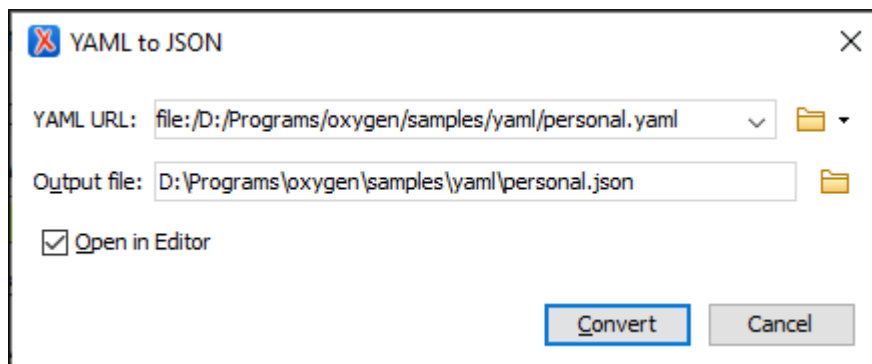 YAML to JSON
YAML URL: file:/D:/Programs/oxygen/samples/yaml/personal.yaml
Output file: D:\Programs\oxygen\samples\yaml\personal.json
Open in Editor
Convert Cancel